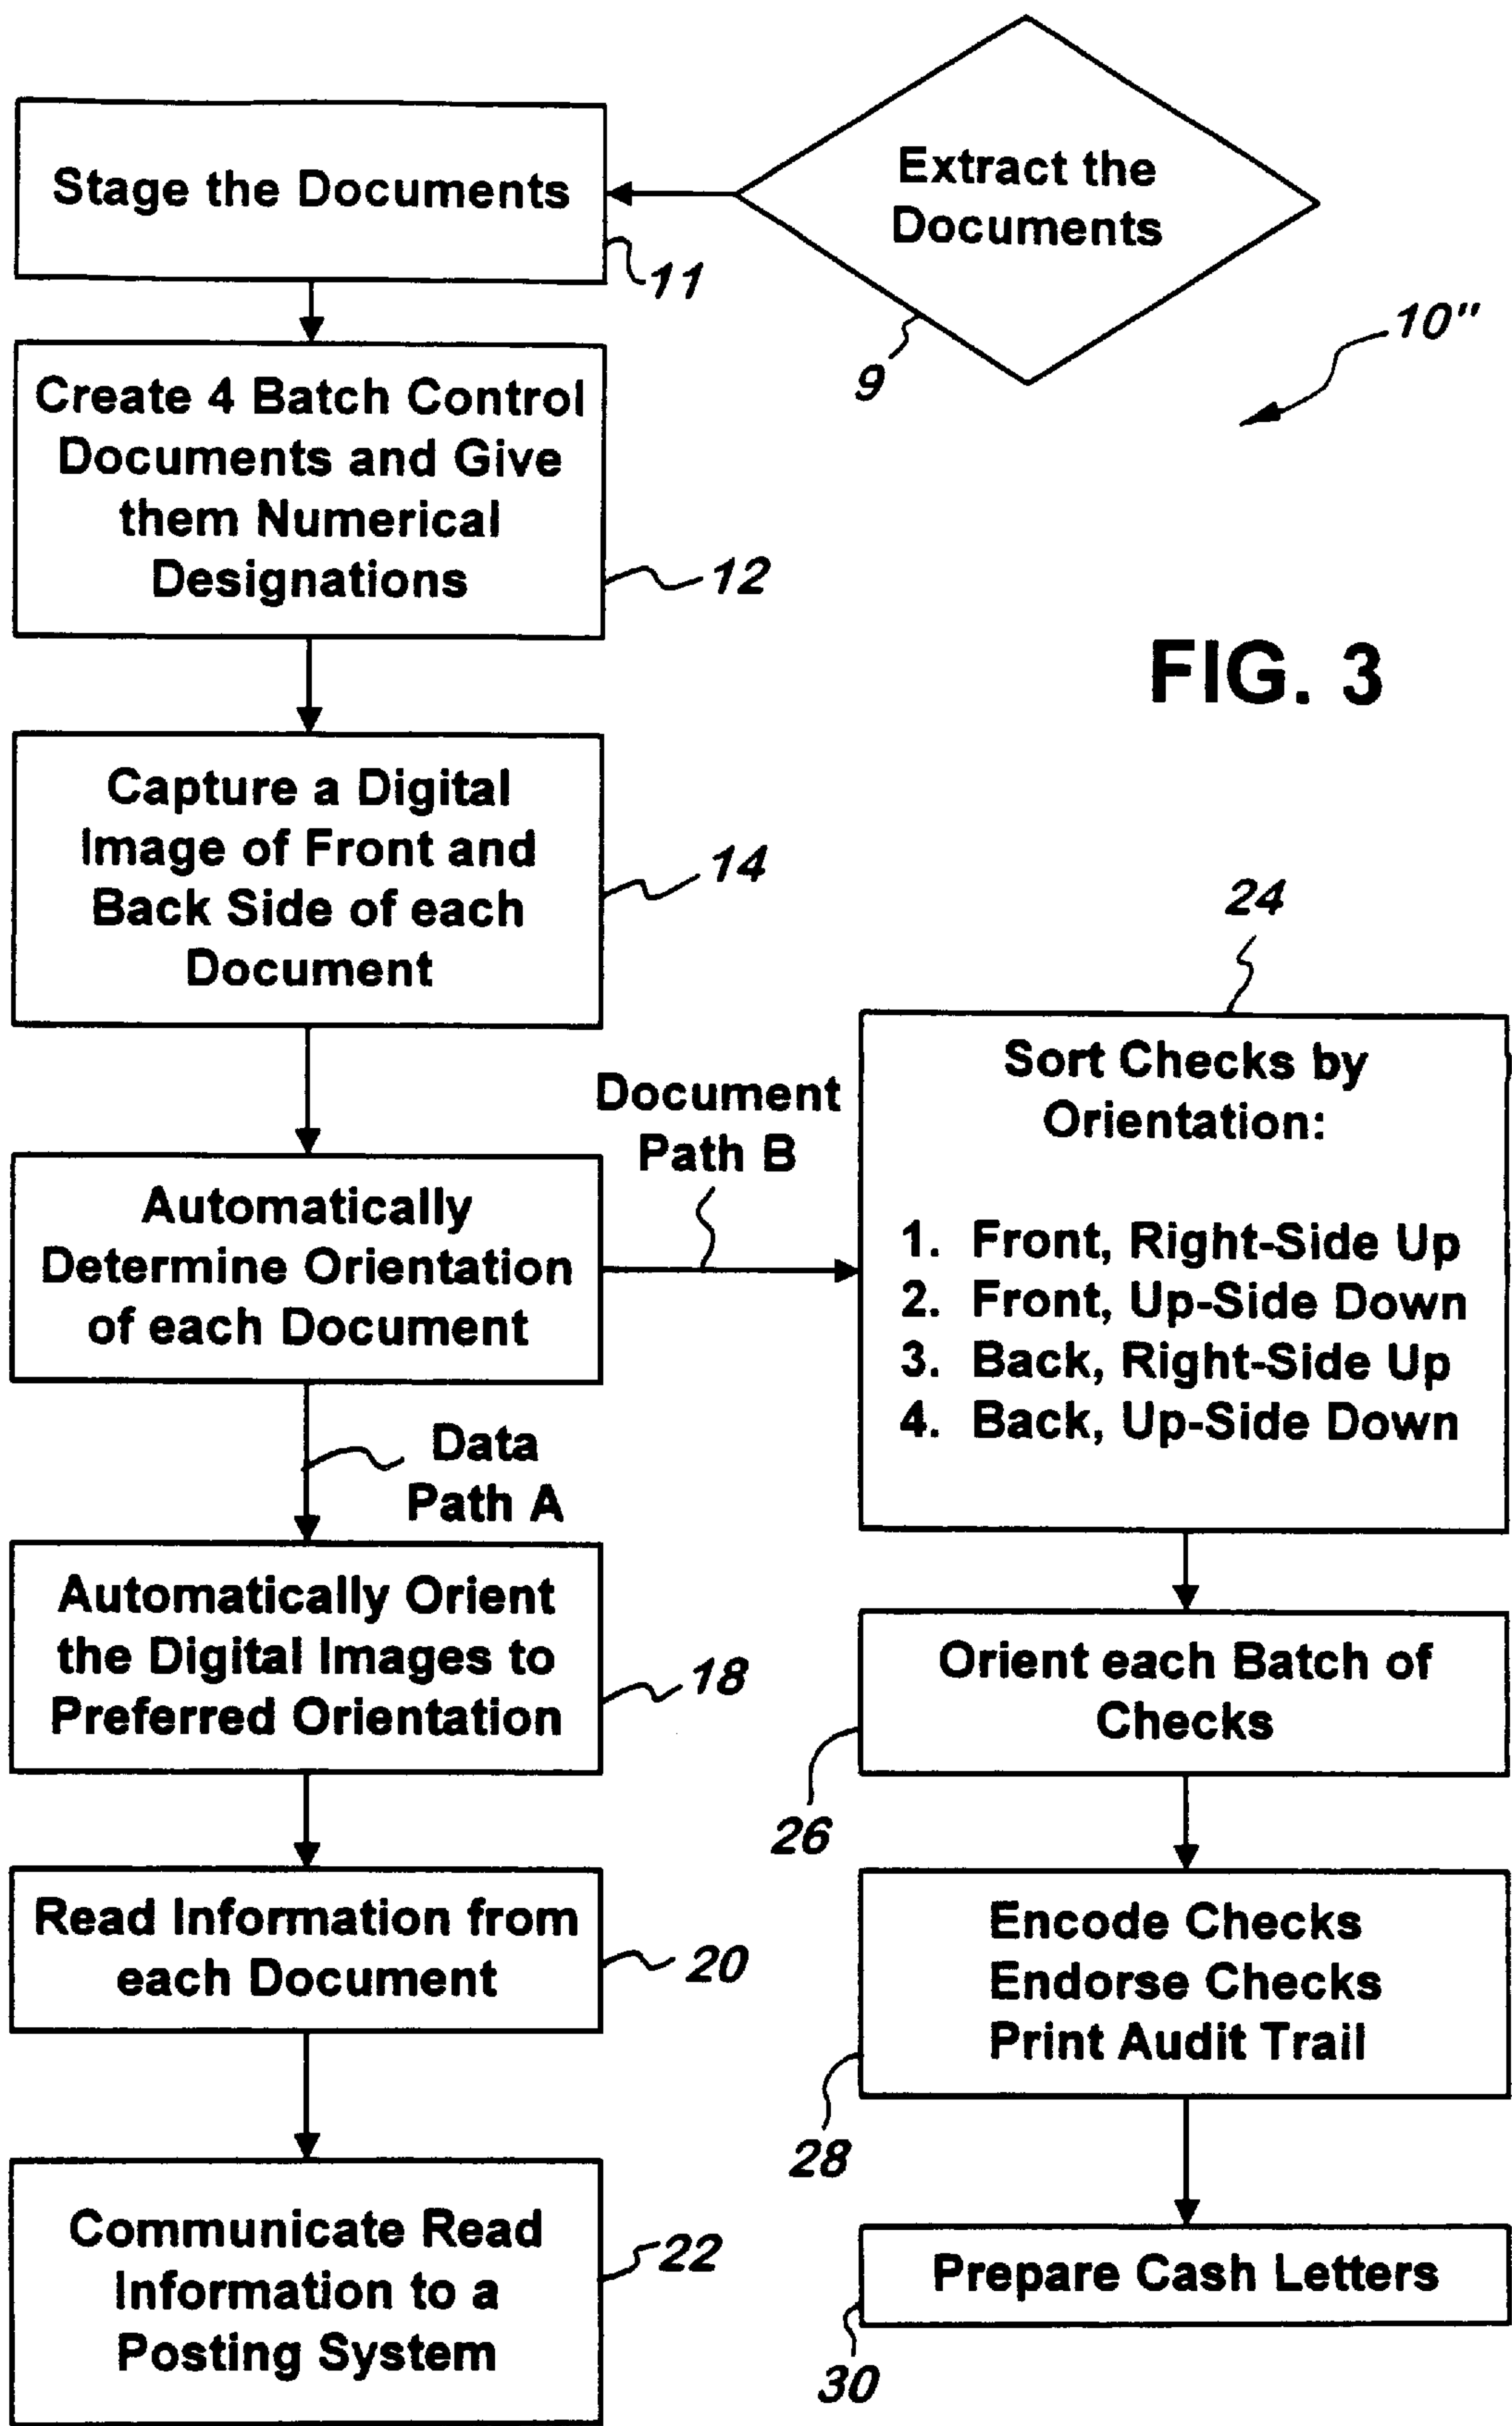 Extract the
Documents
9
10"
Stage the Documents
11
Create 4 Batch Control
Documents and Give
them Numerical
Designations
12
FIG. 3
Capture a Digital
Image of Front and
Back Side of each
Document
14
Automatically
Determine Orientation
of each Document
Document
Path B
Data
Path A
Automatically Orient
the Digital Images to
Preferred Orientation
18
Read Information from
each Document
20
Communicate Read
Information to a
Posting System
22
24
Sort Checks by
Orientation:
1. Front, Right-Side Up
2. Front, Up-Side Down
3. Back, Right-Side Up
4. Back, Up-Side Down
Orient each Batch of
Checks
26
Encode Checks
Endorse Checks
Print Audit Trail
28
Prepare Cash Letters
30